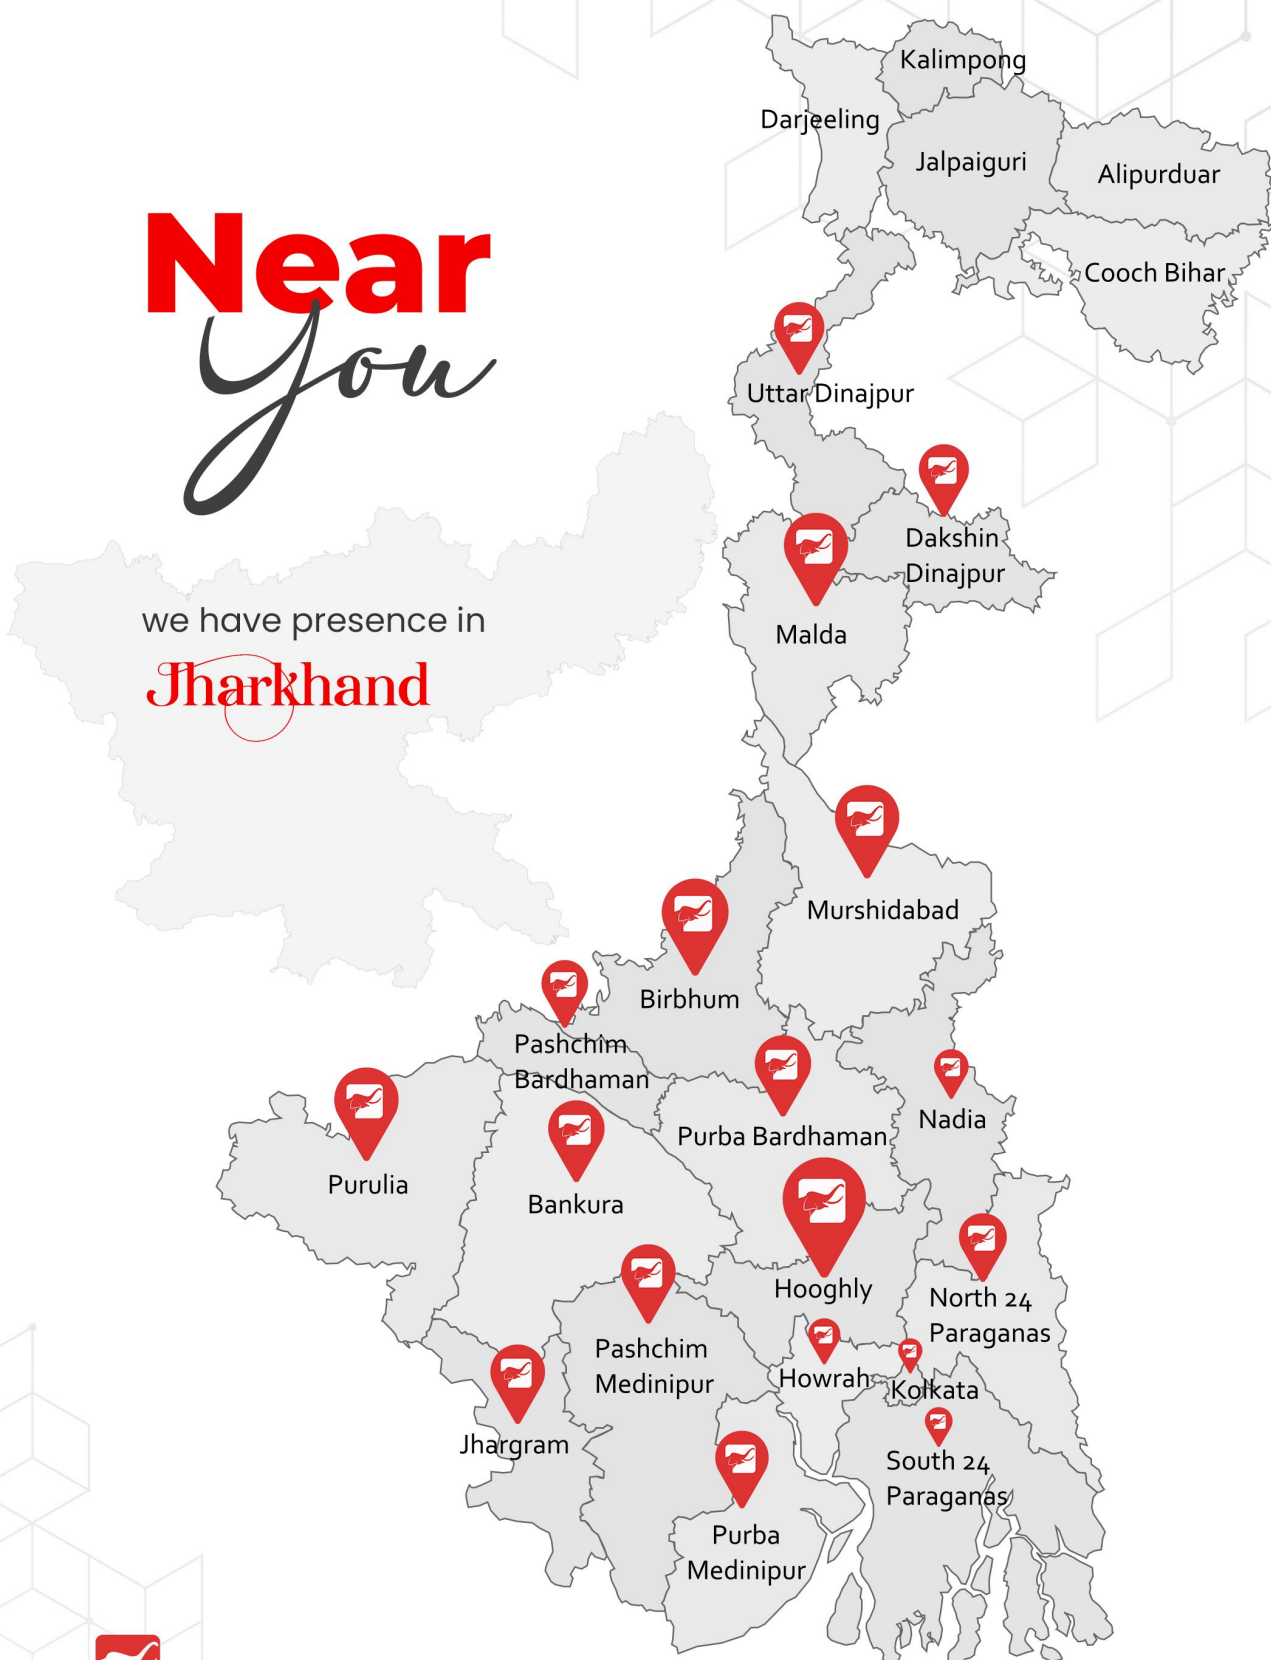 Near
You
we have presence in
Jharkhand
Kalimpong
Darjeeling
Jalpaiguri
Alipurduar
Cooch Bihar
Uttar Dinajpur
Dakshin
Dinajpur
Malda
Murshidabad
Birbhum
Pashchim
Bardhaman
Nadia
Purba Bardhaman
Purulia
Bankura
Hooghly
North 24
Paraganas
Pashchim
Medinipur
Howrah
Kolkata
Jhargram
South 24
Paraganas
Purba
Medinipur